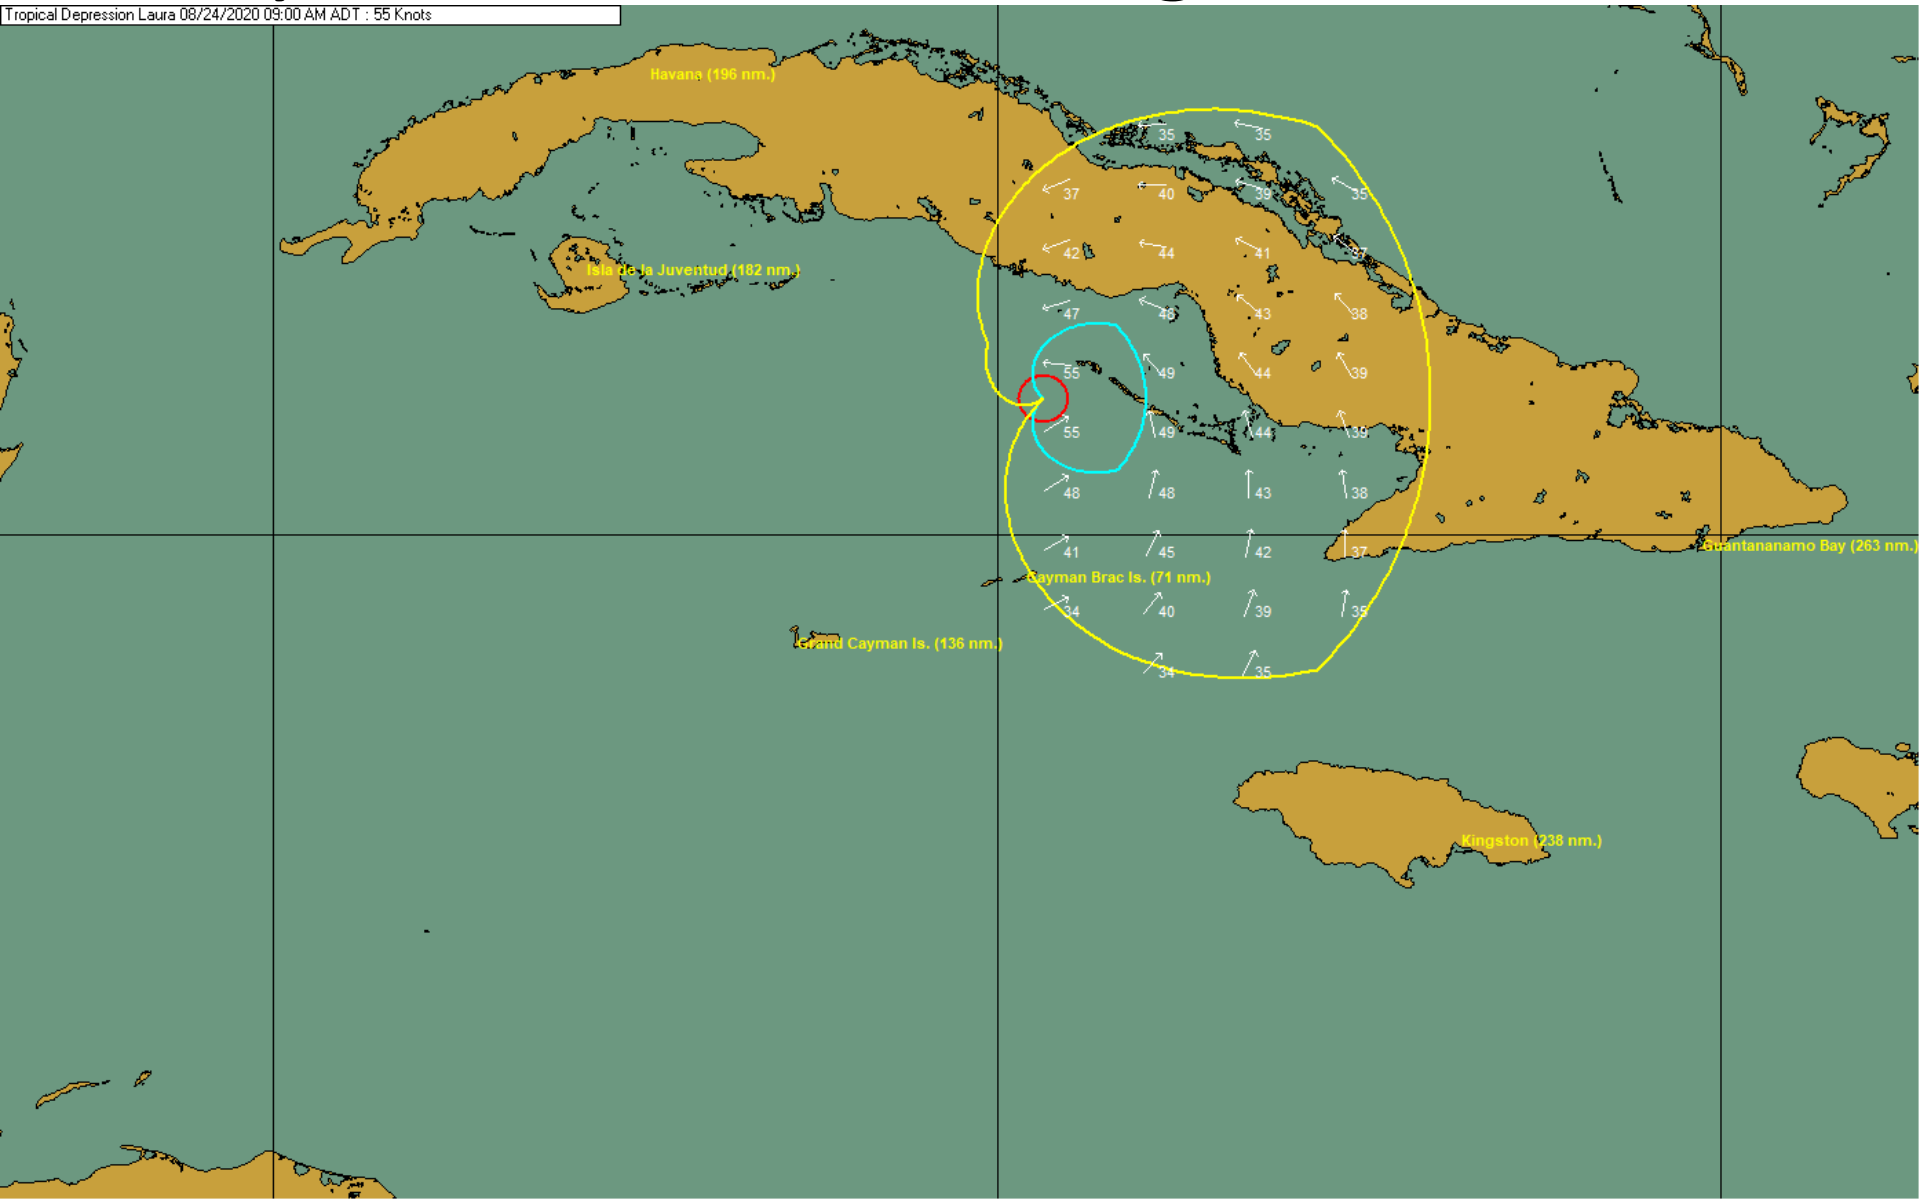 Tropical Depression Laura 08/24/2020 09:00 AM ADT : 55 Knots
Havana (196 nm.)
35 35
37 40 39 35
42 44 41 37
Isla de la Juventud (182 nm.)
47 48 43 38
55 49 44 39
55 49 44 39
48 48 43 38
41 45 42 37
Guantananamo Bay (263 nm.)
Cayman Brac Is. (71 nm.)
34 40 39 35
Grand Cayman Is. (136 nm.)
34 35
Kingston (238 nm.)